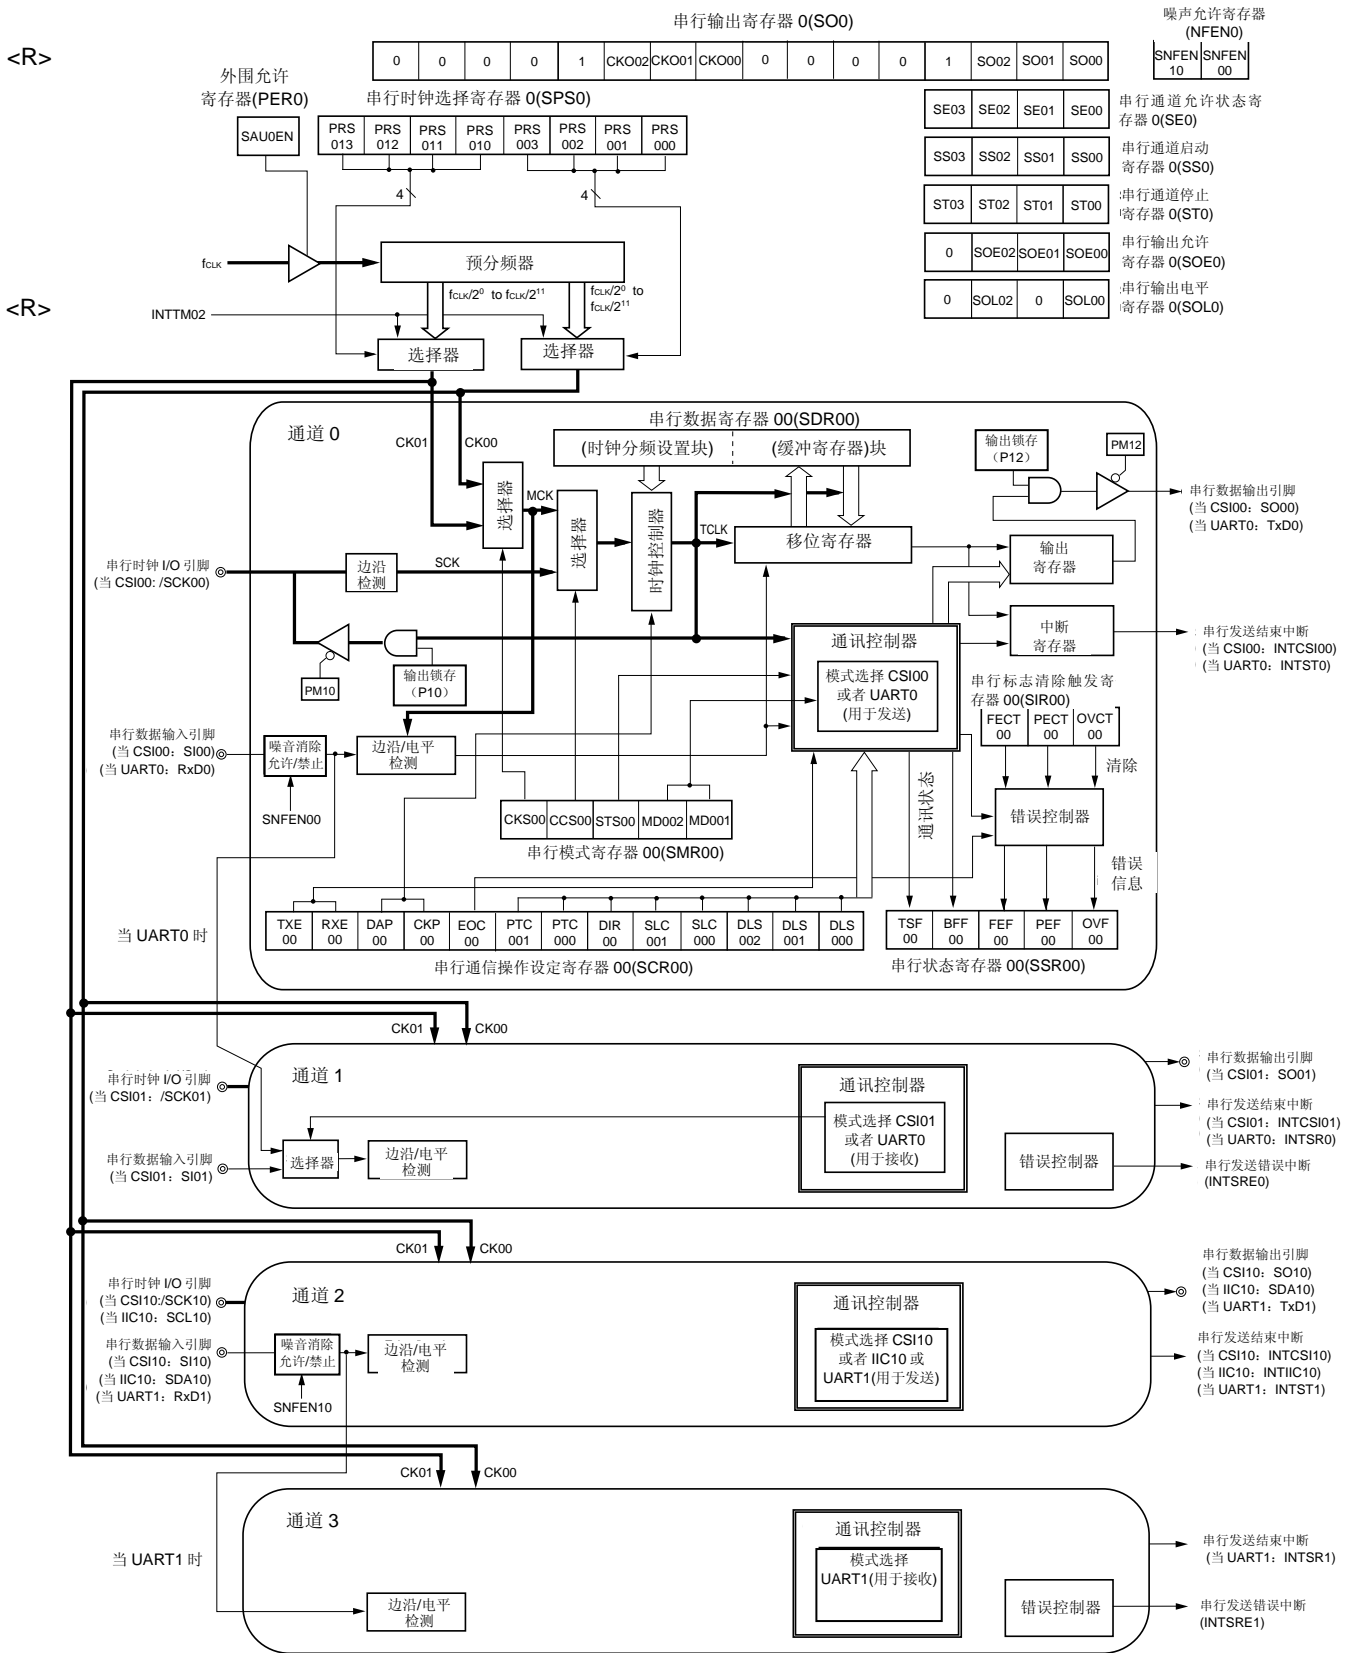 串行输出寄存器 0(SO0)
噪声允许寄存器
(NFEN0)
<R>
0 0 0 0 1 CKO02 CKO01 CKO00 0 0 0 0 1 SO02 SO01 SO00
SNFEN 10 SNFEN 00
外围允许
寄存器(PER0)
串行时钟选择寄存器 0(SPS0)
SAU0EN
PRS 013 PRS 012 PRS 011 PRS 010 PRS 003 PRS 002 PRS 001 PRS 000
SE03 SE02 SE01 SE00
串行通道允许状态寄
存器 0(SE0)
SS03 SS02 SS01 SS00
串行通道启动
寄存器 0(SS0)
4
4
ST03 ST02 ST01 ST00
串行通道停止
寄存器 0(ST0)
0 SOE02 SOE01 SOE00
串行输出允许
寄存器 0(SOE0)
fCLK
预分频器
0 SOL02 0 SOL00
串行输出电平
寄存器 0(SOL0)
<R>
fCLK/2⁰ to fCLK/2¹¹
fCLK/2⁰ to
fCLK/2¹¹
INTTM02
选择器
选择器
通道 0
CK01
CK00
串行数据寄存器 00(SDR00)
(时钟分频设置块)
(缓冲寄存器)块
输出锁存
(P12)
PM12
选择器
MCK
选择器
时钟控制器
TCLK
移位寄存器
输出
寄存器
串行数据输出引脚
(当 CSI00: SO00)
(当 UART0: TxD0)
串行时钟 I/O 引脚
(当 CSI00: /SCK00)
边沿
检测
SCK
PM10
输出锁存
(P10)
通讯控制器
模式选择 CSI00
或者 UART0
(用于发送)
中断
寄存器
串行发送结束中断
(当 CSI00: INTCSI00)
(当 UART0: INTST0)
串行标志清除触发寄
存器 00(SIR00)
FECT 00 PECT 00 OVCT 00
清除
串行数据输入引脚
(当 CSI00: SI00)
(当 UART0: RxD0)
噪音消除
允许/禁止
边沿/电平
检测
SNFEN00
CKS00 CCS00 STS00 MD002 MD001
串行模式寄存器 00(SMR00)
通讯状态
错误控制器
错误
信息
当 UART0 时
TXE 00 RXE 00 DAP 00 CKP 00 EOC 00 PTC 001 PTC 000 DIR 00 SLC 001 SLC 000 DLS 002 DLS 001 DLS 000
串行通信操作设定寄存器 00(SCR00)
TSF 00 BFF 00 FEF 00 PEF 00 OVF 00
串行状态寄存器 00(SSR00)
CK01
CK00
通道 1
串行时钟 I/O 引脚
(当 CSI01: /SCK01)
串行数据输入引脚
(当 CSI01: SI01)
选择器
边沿/电平
检测
通讯控制器
模式选择 CSI01
或者 UART0
(用于接收)
错误控制器
串行数据输出引脚
(当 CSI01: SO01)
串行发送结束中断
(当 CSI01: INTCSI01)
(当 UART0: INTSR0)
串行发送错误中断
(INTSRE0)
CK01
CK00
通道 2
串行时钟 I/O 引脚
(当 CSI10:/SCK10)
(当 IIC10: SCL10)
串行数据输入引脚
(当 CSI10: SI10)
(当 IIC10: SDA10)
(当 UART1: RxD1)
噪音消除
允许/禁止
边沿/电平
检测
SNFEN10
通讯控制器
模式选择 CSI10
或者 IIC10 或
UART1(用于发送)
串行数据输出引脚
(当 CSI10: SO10)
(当 IIC10: SDA10)
(当 UART1: TxD1)
串行发送结束中断
(当 CSI10: INTCSI10)
(当 IIC10: INTIIC10)
(当 UART1: INTST1)
CK01
CK00
通道 3
当 UART1 时
边沿/电平
检测
通讯控制器
模式选择
UART1(用于接收)
错误控制器
串行发送结束中断
(当 UART1: INTSR1)
串行发送错误中断
(INTSRE1)